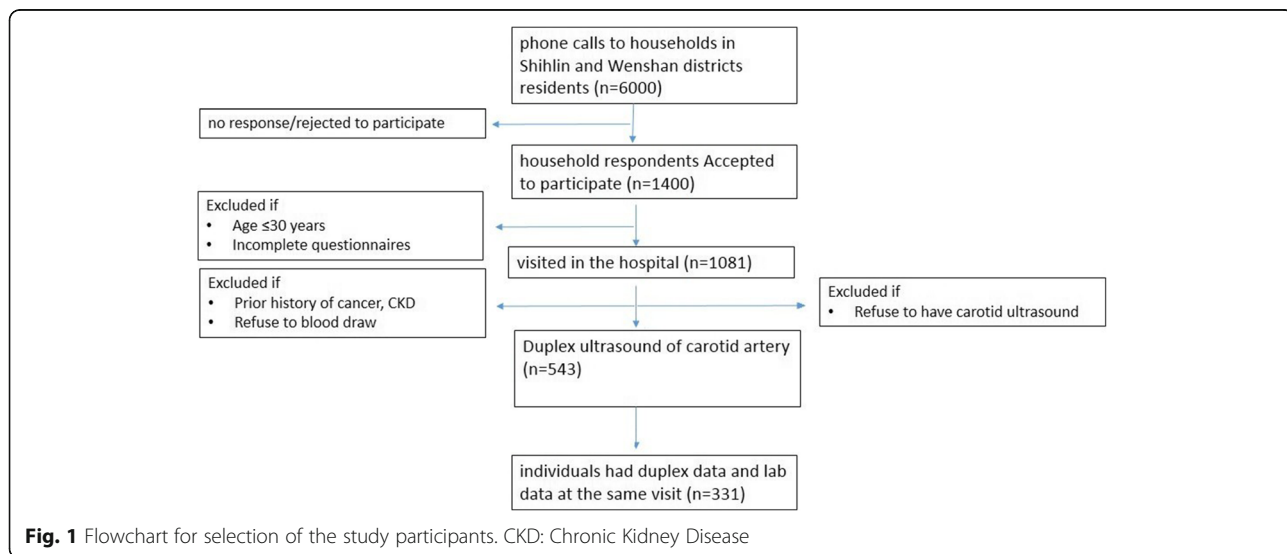 phone calls to households in
Shihlin and Wenshan districts
residents (n=6000)
no response/rejected to participate
household respondents Accepted
to participate (n=1400)
Excluded if
• Age ≤30 years
• Incomplete questionnaires
visited in the hospital (n=1081)
Excluded if
• Prior history of cancer, CKD
• Refuse to blood draw
Excluded if
• Refuse to have carotid ultrasound
Duplex ultrasound of carotid artery
(n=543)
individuals had duplex data and lab
data at the same visit (n=331)
Fig. 1 Flowchart for selection of the study participants. CKD: Chronic Kidney Disease